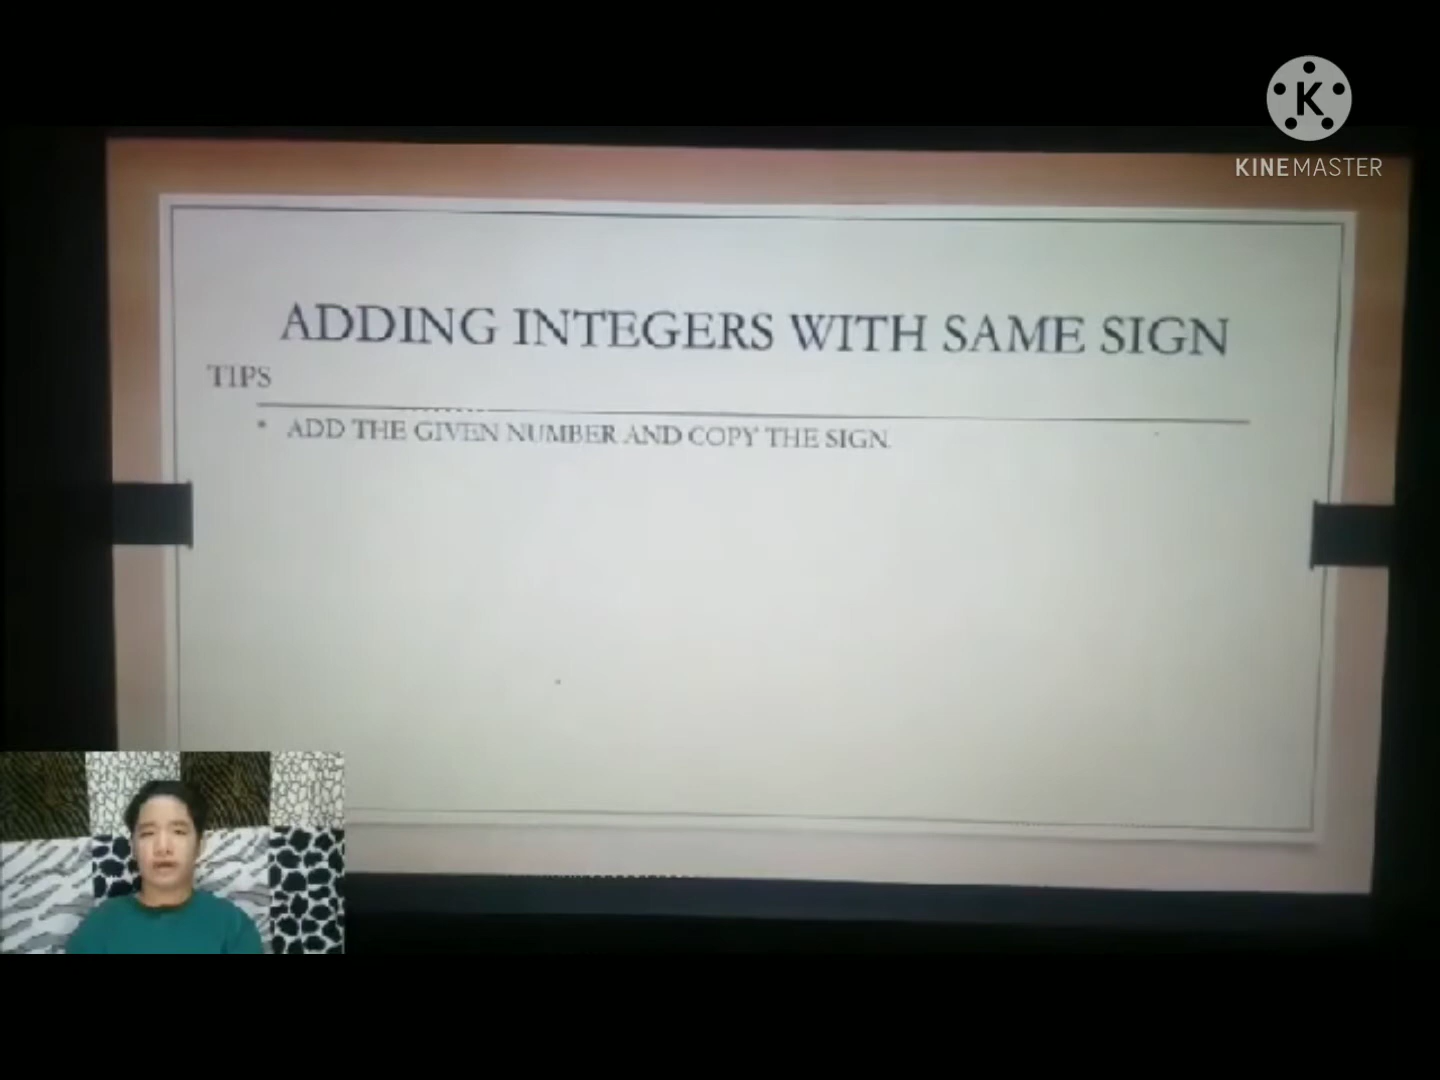 K
KINEMASTER
ADDING INTEGERS WITH SAME SIGN
TIPS
• ADD THE GIVEN NUMBER AND COPY THE SIGN.